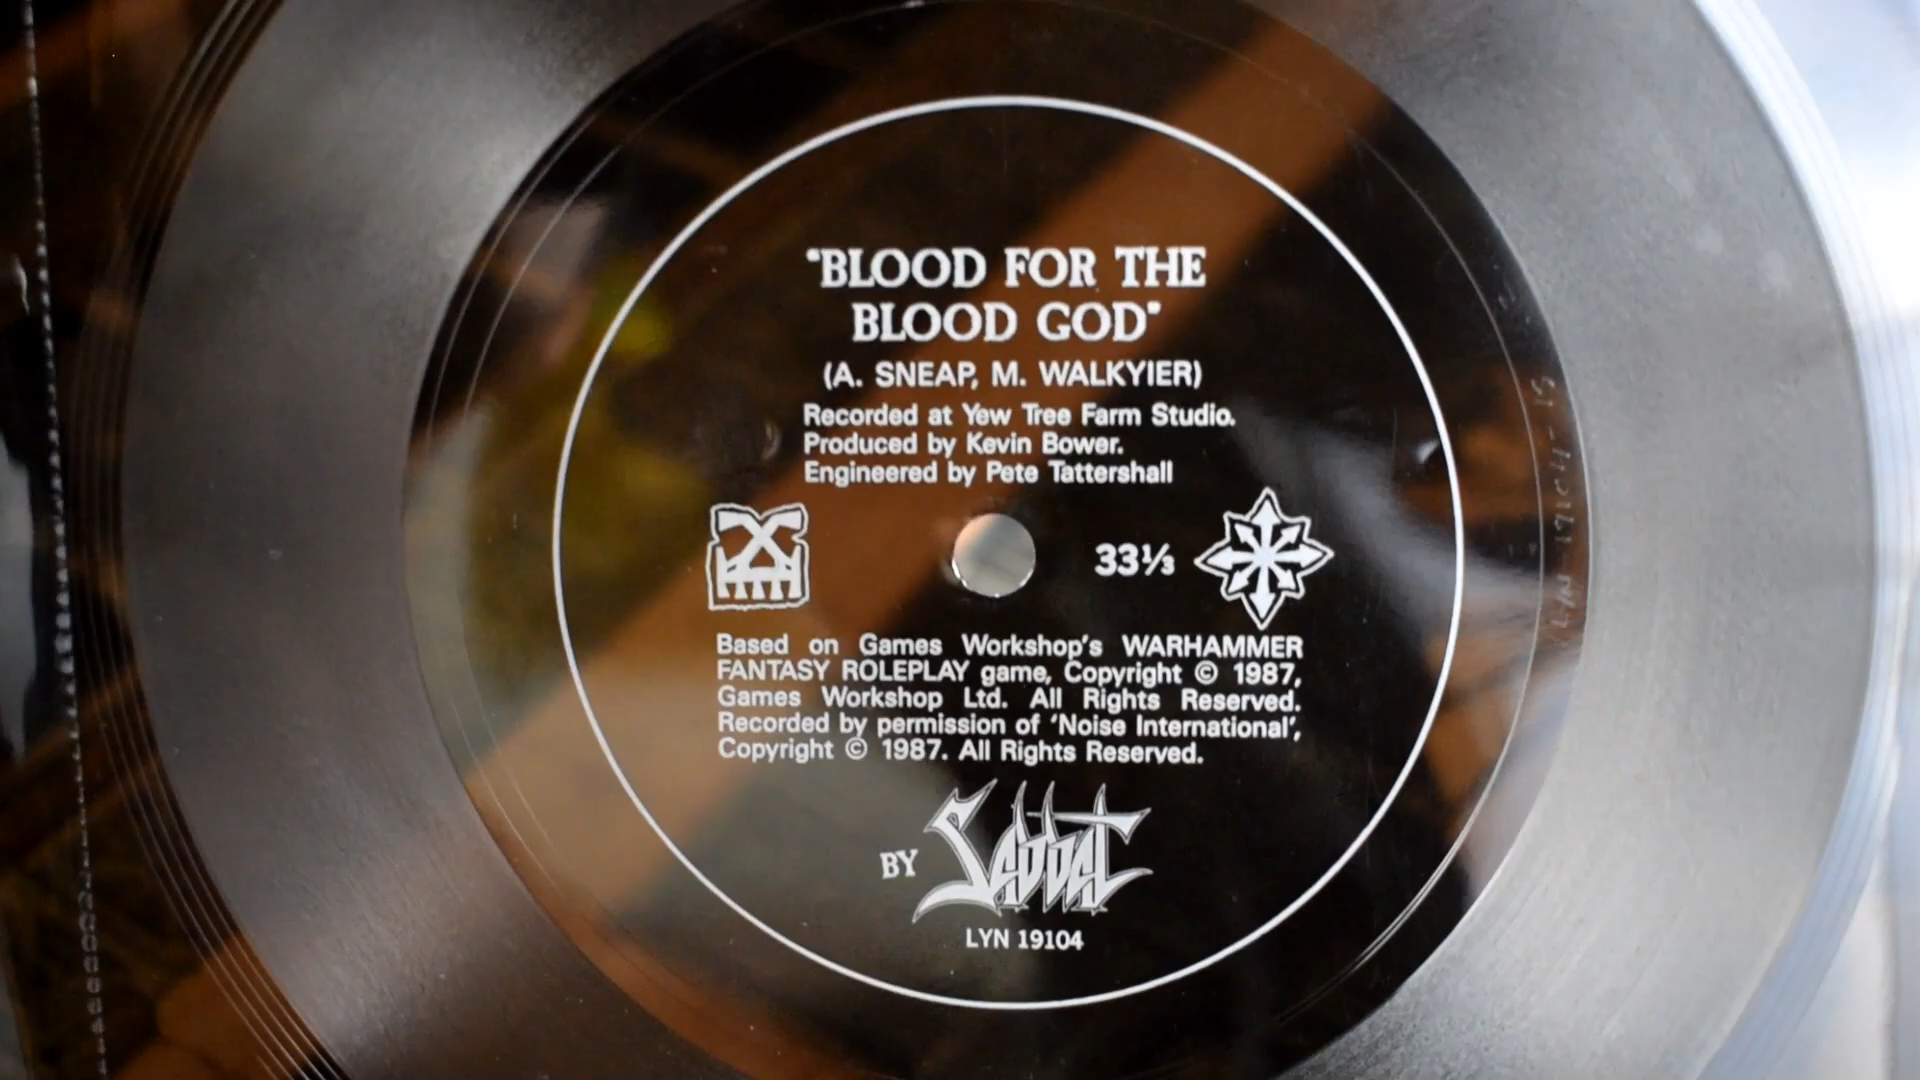 "BLOOD FOR THE
BLOOD GOD"
(A. SNEAP, M. WALKYIER)
Recorded at Yew Tree Farm Studio.
Produced by Kevin Bower.
Engineered by Pete Tattershall
33⅓
Based on Games Workshop's WARHAMMER
FANTASY ROLEPLAY game, Copyright © 1987,
Games Workshop Ltd. All Rights Reserved.
Recorded by permission of 'Noise International',
Copyright © 1987. All Rights Reserved.
BY Sabbat
LYN 19104